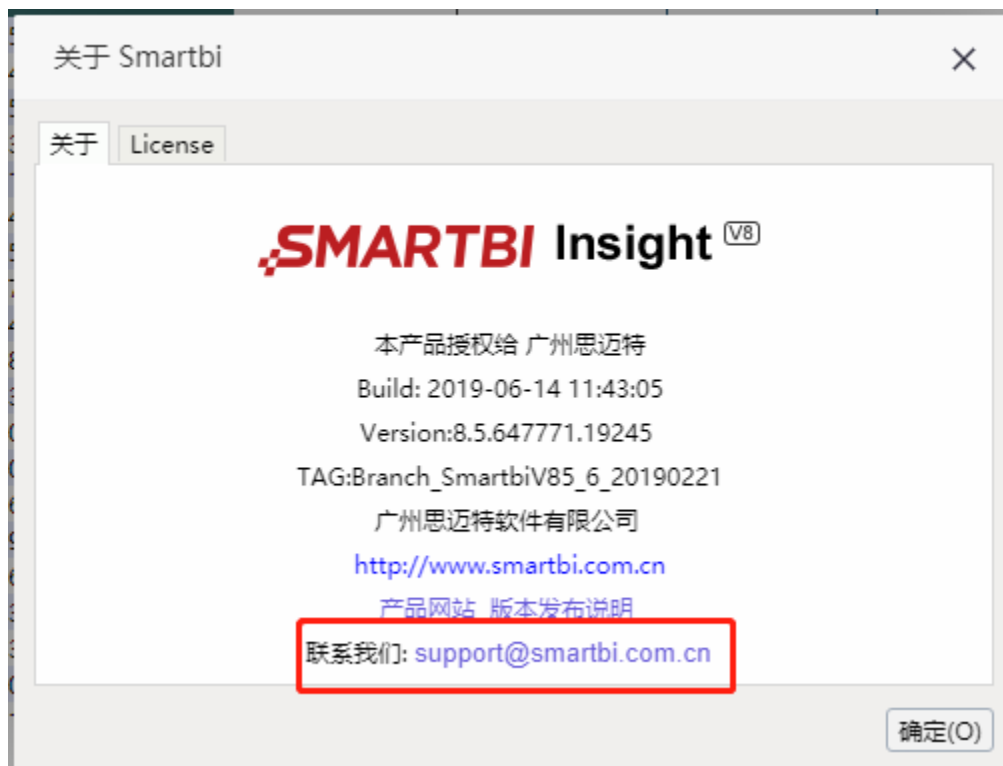 关于 Smartbi
关于 License
SMARTBI Insight V8
本产品授权给 广州思迈特
Build: 2019-06-14 11:43:05
Version:8.5.647771.19245
TAG:Branch_SmartbiV85_6_20190221
广州思迈特软件有限公司
http://www.smartbi.com.cn
产品网站 版本发布说明
联系我们: support@smartbi.com.cn
确定(O)